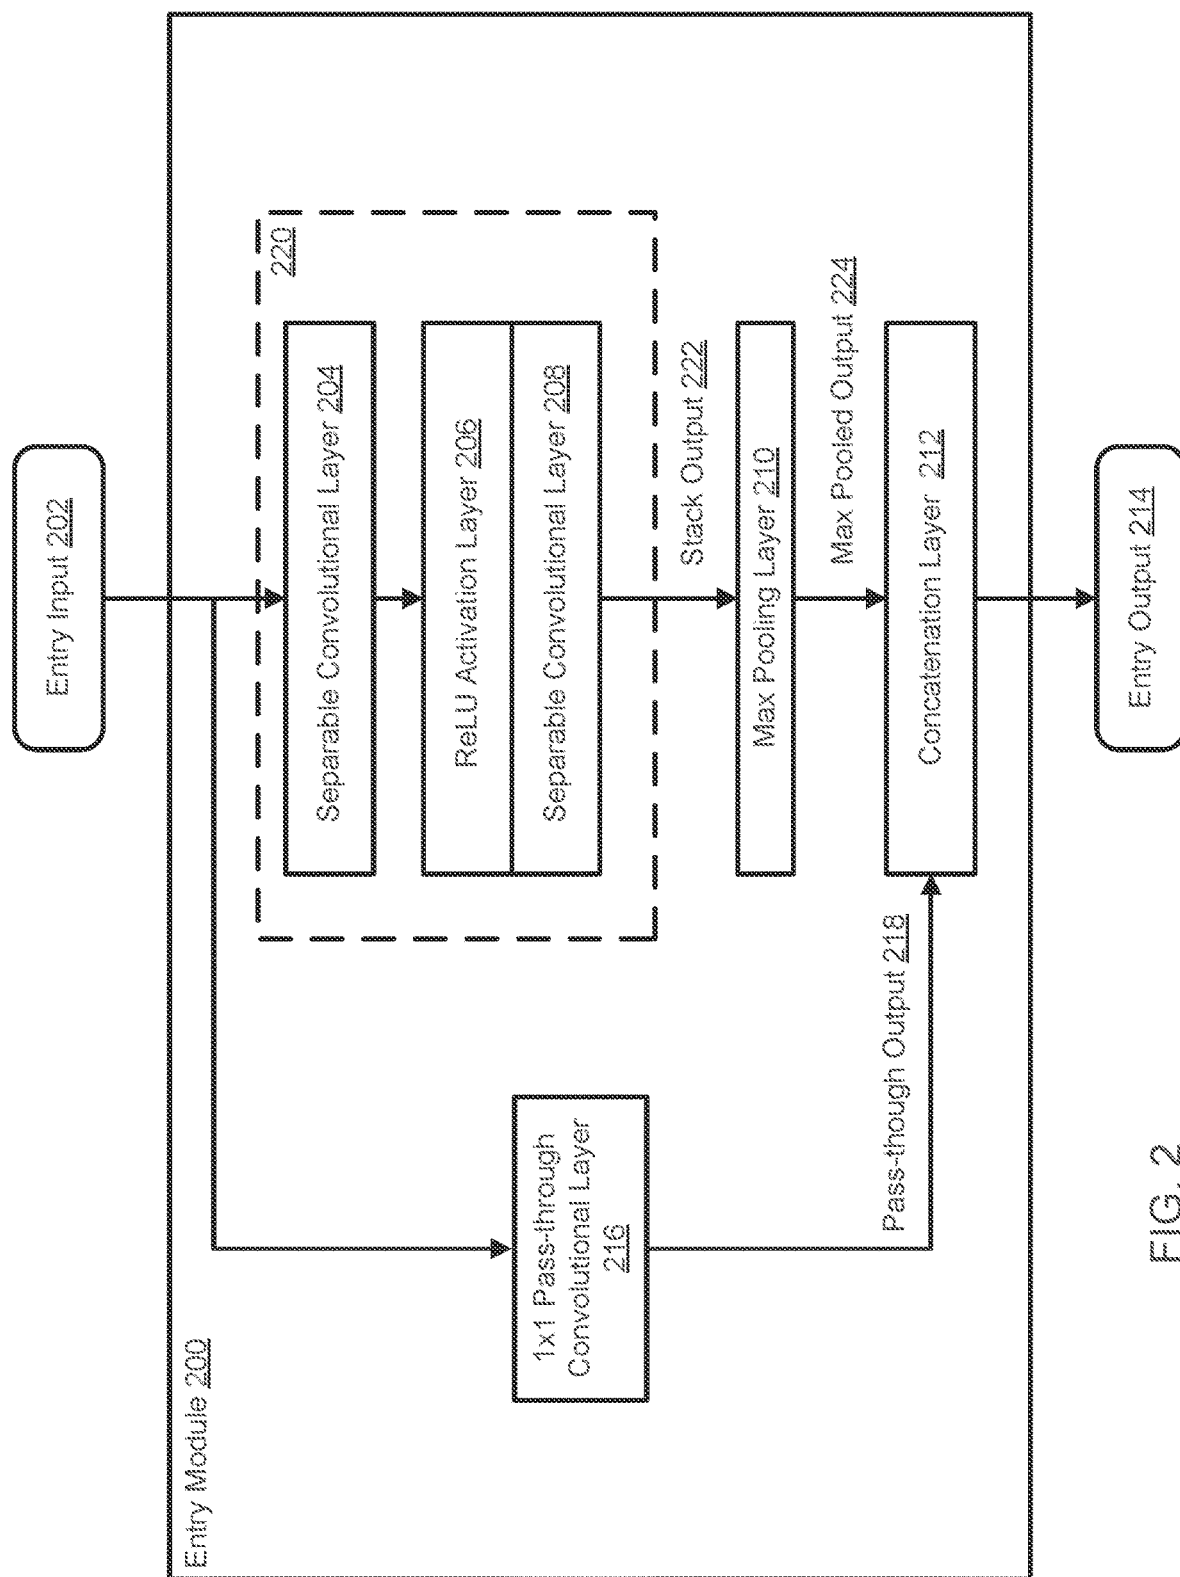 Entry Input 202
Entry Module 200
220
Separable Convolutional Layer 204
ReLU Activation Layer 206
Separable Convolutional Layer 208
1x1 Pass-through
Convolutional Layer
216
Stack Output 222
Max Pooling Layer 210
Max Pooled Output 224
Pass-though Output 218
Concatenation Layer 212
Entry Output 214
FIG. 2